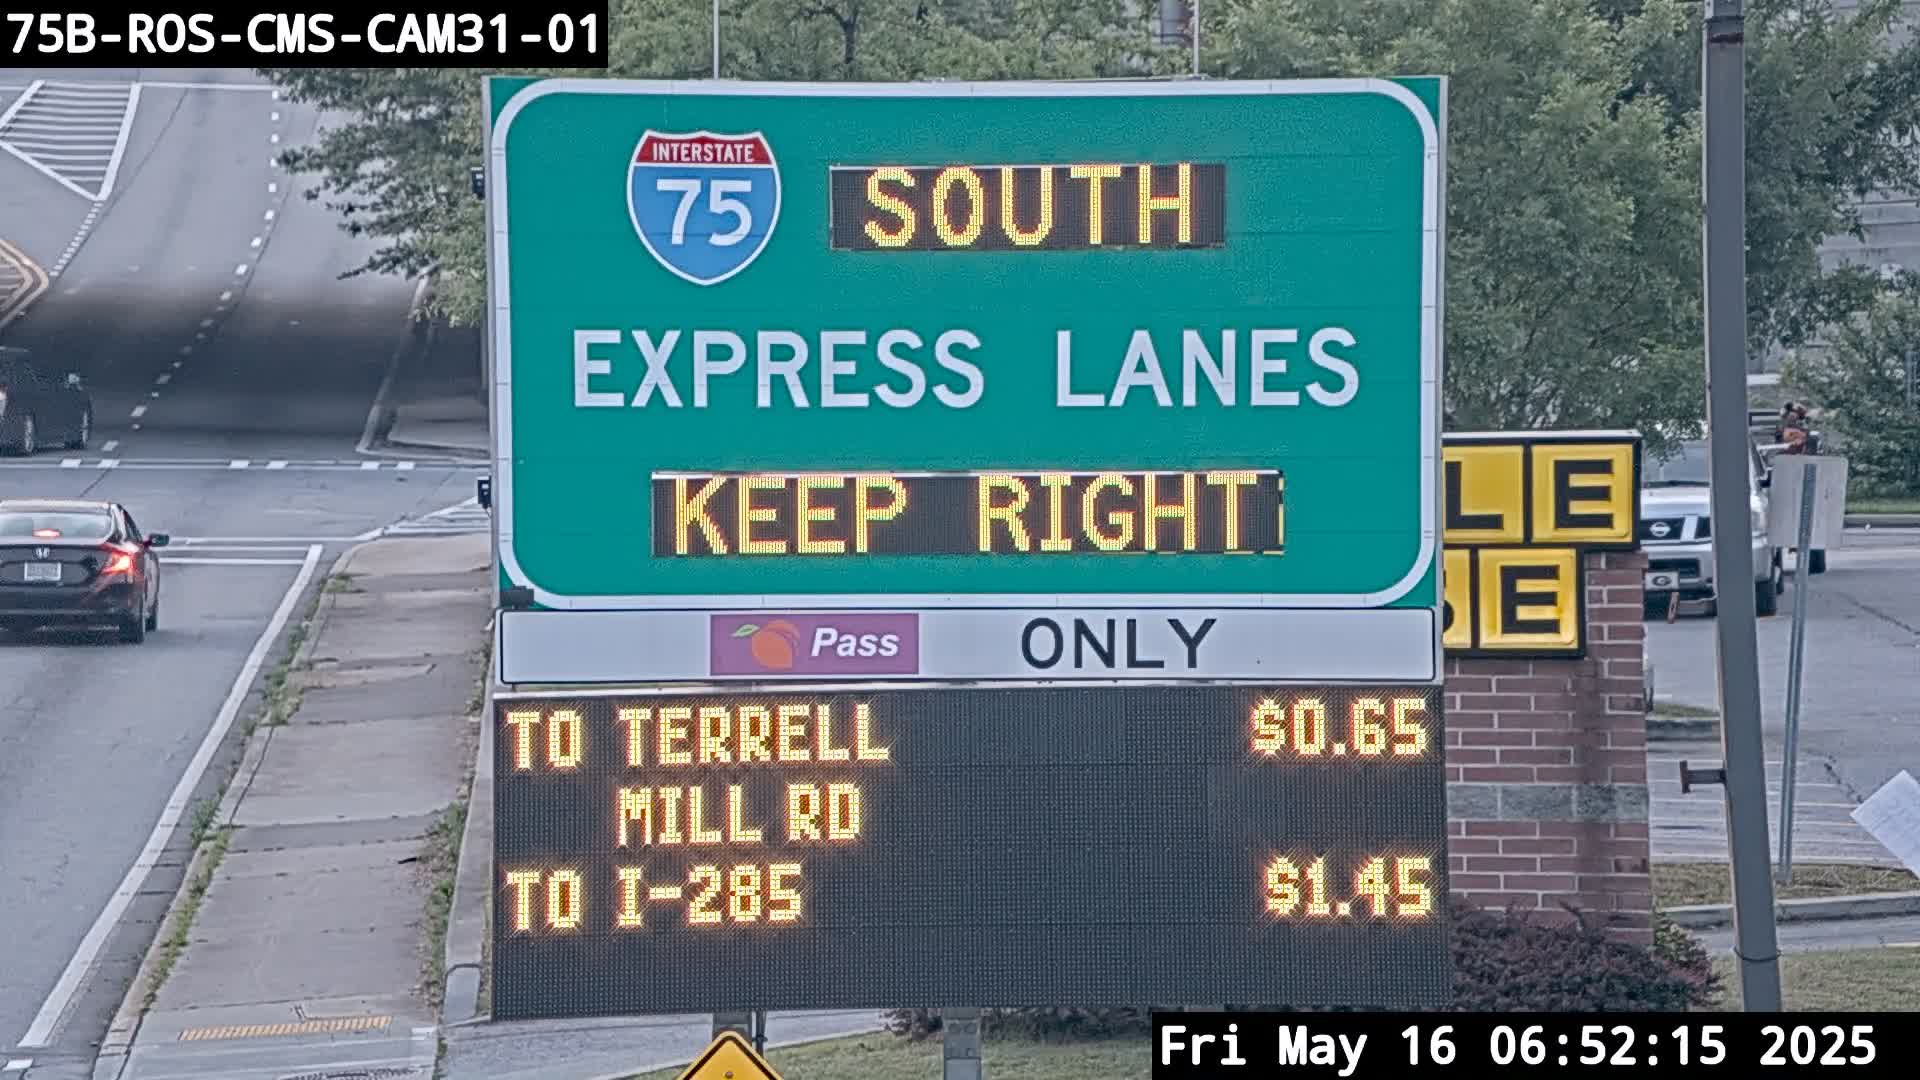 75B-ROS-CMS-CAM31-01
INTERSTATE
75
SOUTH
EXPRESS LANES
KEEP RIGHT
Pass ONLY
LE
E
TO TERRELL $0.65
MILL RD
TO I-285 $1.45
Fri May 16 06:52:15 2025